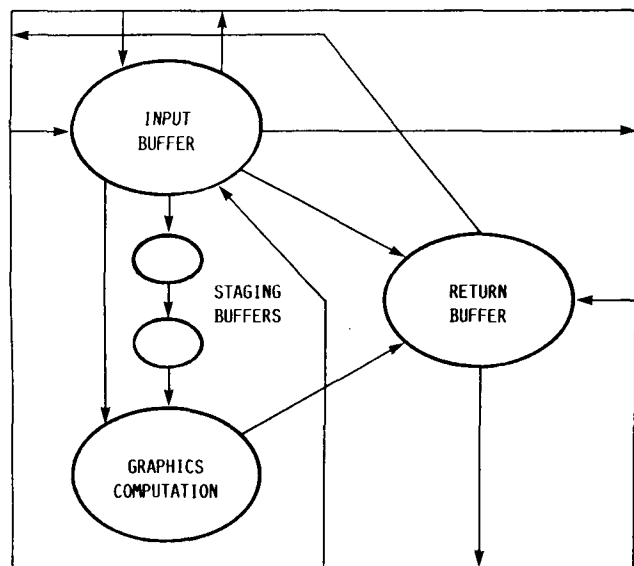 INPUT
BUFFER
STAGING
BUFFERS
RETURN
BUFFER
GRAPHICS
COMPUTATION